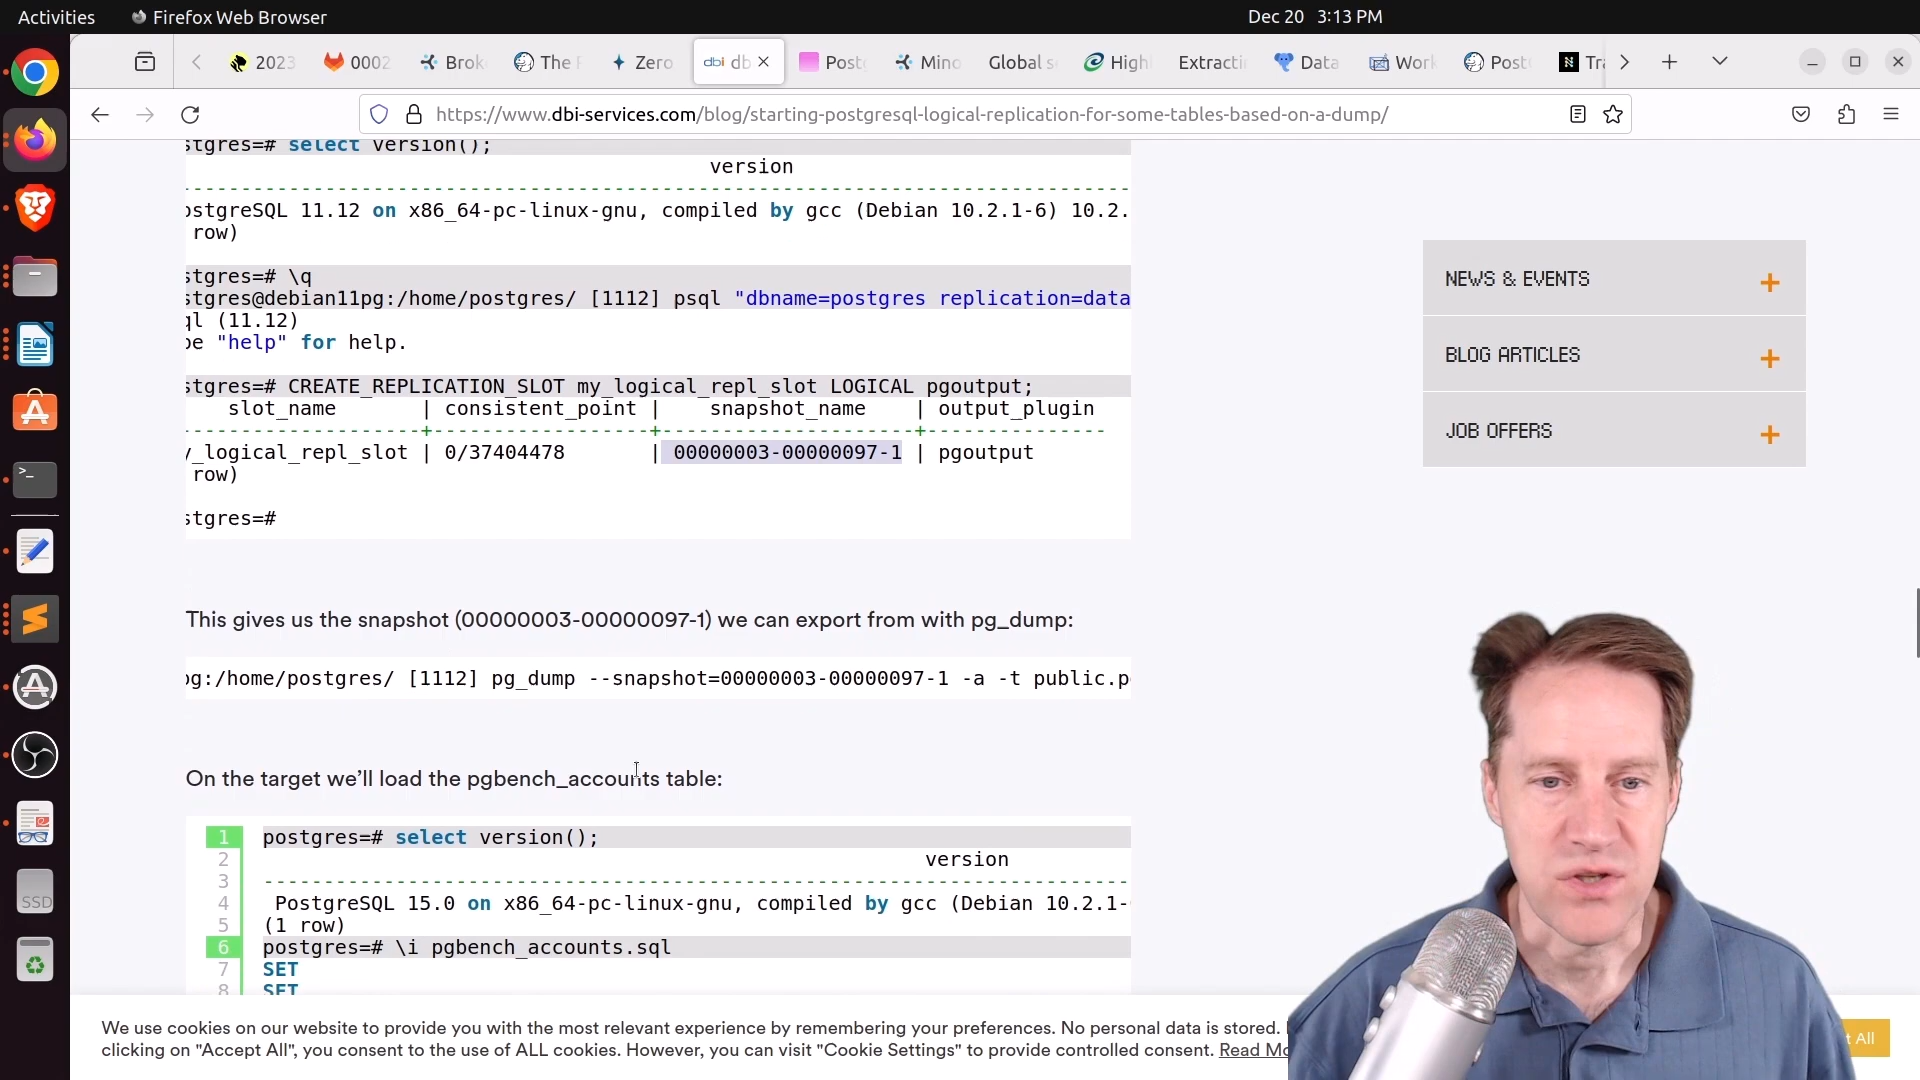 Activities
Firefox Web Browser
Dec 20 3:13 PM
2023
0002
Brok
The
Zero
dbi db
Post
Mino
Global s
High
Extracti
Data
Work
Post
Tra
https://www.dbi-services.com/blog/starting-postgresql-logical-replication-for-some-tables-based-on-a-dump/
stgres=# select version();
version
ostgreSQL 11.12 on x86_64-pc-linux-gnu, compiled by gcc (Debian 10.2.1-6) 10.2.
row)
stgres=# \q
stgres@debian11pg:/home/postgres/ [1112] psql "dbname=postgres replication=data
ql (11.12)
pe "help" for help.
stgres=# CREATE_REPLICATION_SLOT my_logical_repl_slot LOGICAL pgoutput;
slot_name | consistent_point | snapshot_name | output_plugin
--------------------+------------------+---------------------+---------------
y_logical_repl_slot | 0/37404478 | 00000003-00000097-1 | pgoutput
row)
stgres=#
This gives us the snapshot (00000003-00000097-1) we can export from with pg_dump:
pg:/home/postgres/ [1112] pg_dump --snapshot=00000003-00000097-1 -a -t public.p
On the target we’ll load the pgbench_accounts table:
1 postgres=# select version();
2 version
3 ------------------------------------------------------------------------
4 PostgreSQL 15.0 on x86_64-pc-linux-gnu, compiled by gcc (Debian 10.2.1-
5 (1 row)
6 postgres=# \i pgbench_accounts.sql
7 SET
8 SET
NEWS & EVENTS +
BLOG ARTICLES +
JOB OFFERS +
SSD
We use cookies on our website to provide you with the most relevant experience by remembering your preferences. No personal data is stored.
clicking on "Accept All", you consent to the use of ALL cookies. However, you can visit "Cookie Settings" to provide controlled consent. Read Mo
t All